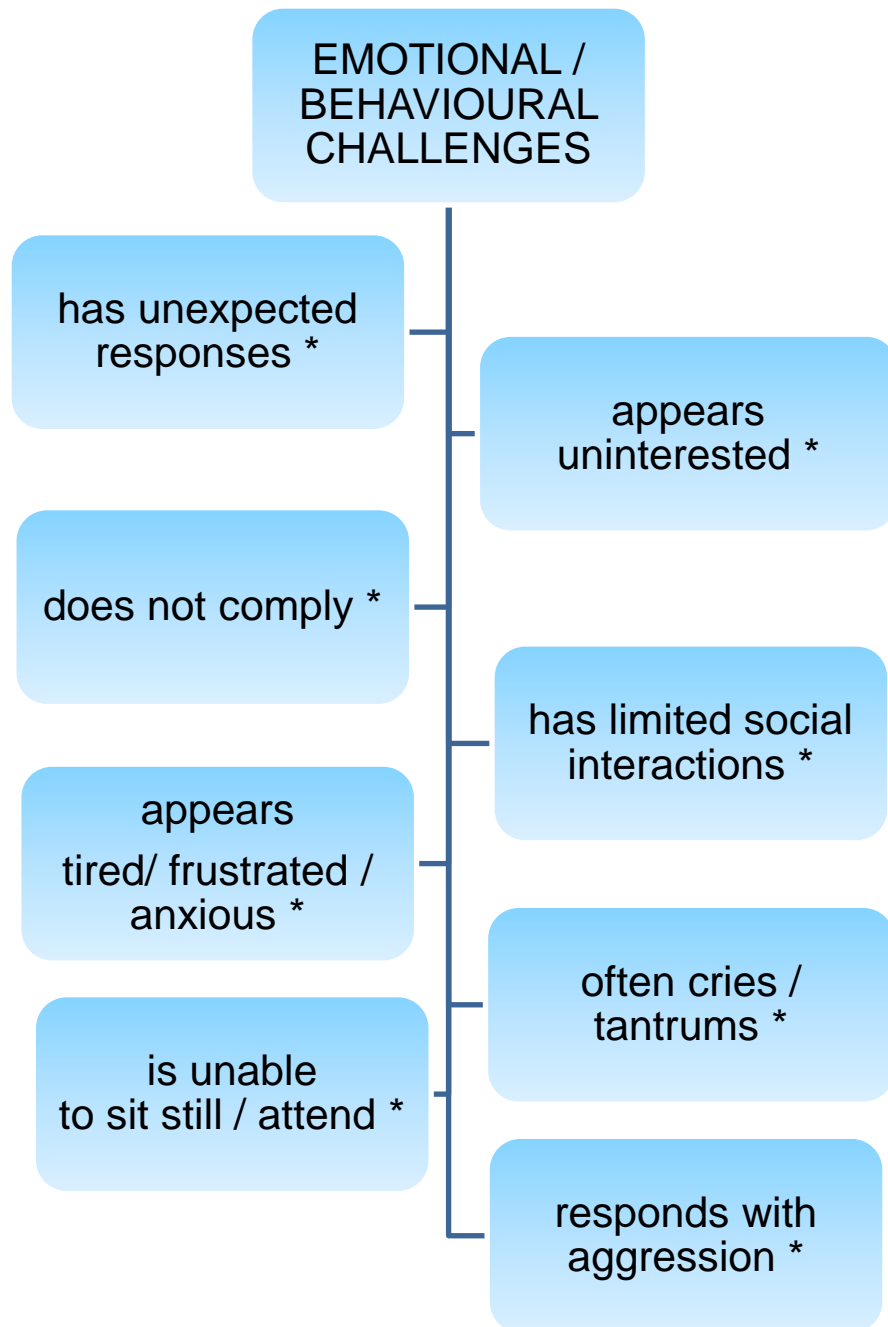 EMOTIONAL /
BEHAVIOURAL
CHALLENGES
has unexpected
responses *
appears
uninterested *
does not comply *
has limited social
interactions *
appears
tired/ frustrated /
anxious *
often cries /
tantrums *
is unable
to sit still / attend *
responds with
aggression *